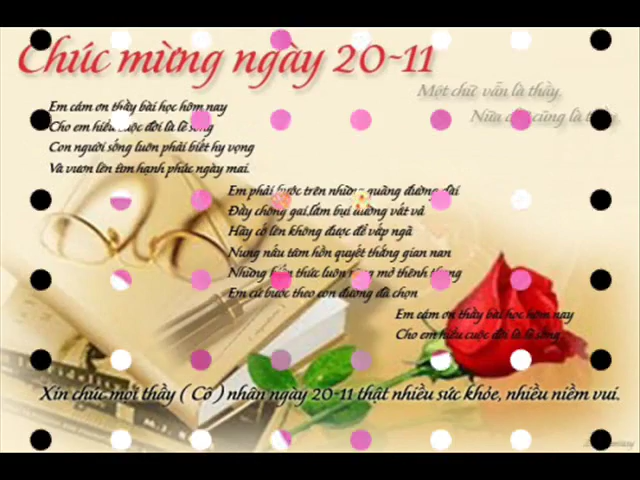 Chúc mừng ngày 20-11
Một chữ vẫn là thầy.
Nửa cũng là thầy
Em cám ơn thầy bài học hôm nay
Cho em hiểu cuộc đời là lẽ sống
Con người sống luôn phải biết hy vọng
Và vươn lên tìm hạnh phúc ngày mai.
Em phải bước trên những quãng đường dài
Đầy chông gai,lấm bụi đường vất vả
Hãy cố lên không được để vấp ngã
Nung nấu tâm hồn quyết thắng gian nan
Những kiến thức luôn rộng mở thênh thang
Em cứ bước theo con đường đã chọn
Em cám ơn thầy bài học hôm nay
Cho em hiểu cuộc đời là lẽ sống
Xin chúc mọi thầy ( Cô ) nhân ngày 20-11 thật nhiều sức khỏe, nhiều niềm vui.